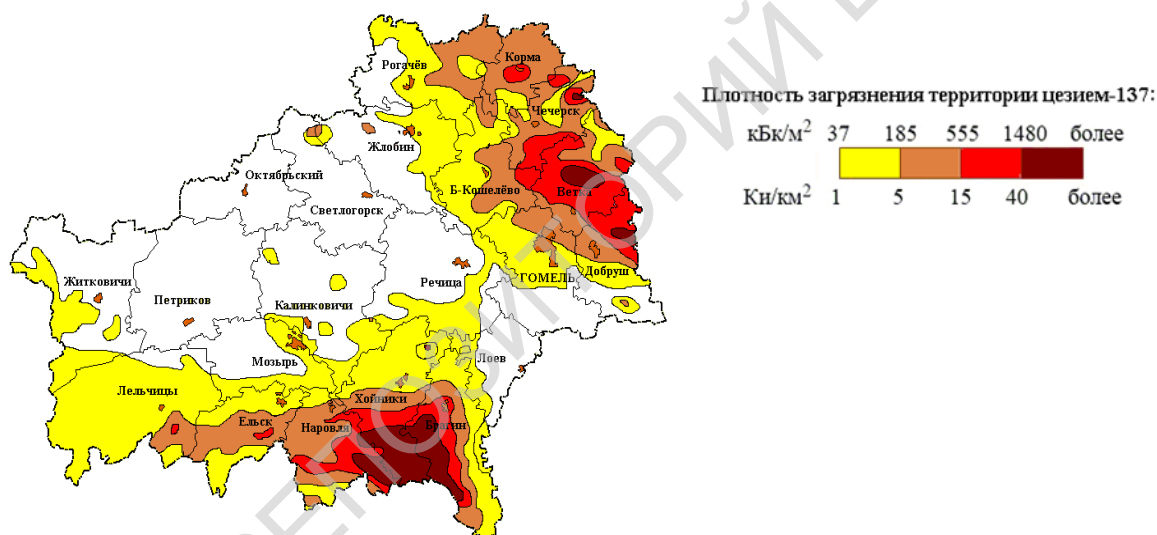 Корма
Рогачёв
Чечерск
Жлобин
Октябрьский
Б-Кошелёво
Ветка
Светлогорск
Житковичи
Петриков
Калинковичи
Речица
ГОМЕЛЬ
Добруш
Мозырь
Лоев
Лельчицы
Хойники
Ельск
Наровля
Брагин
Плотность загрязнения территории цезием-137:
кБк/м² 37 185 555 1480 более
Ки/км² 1 5 15 40 более
РЕПОЗИТОРИЙ